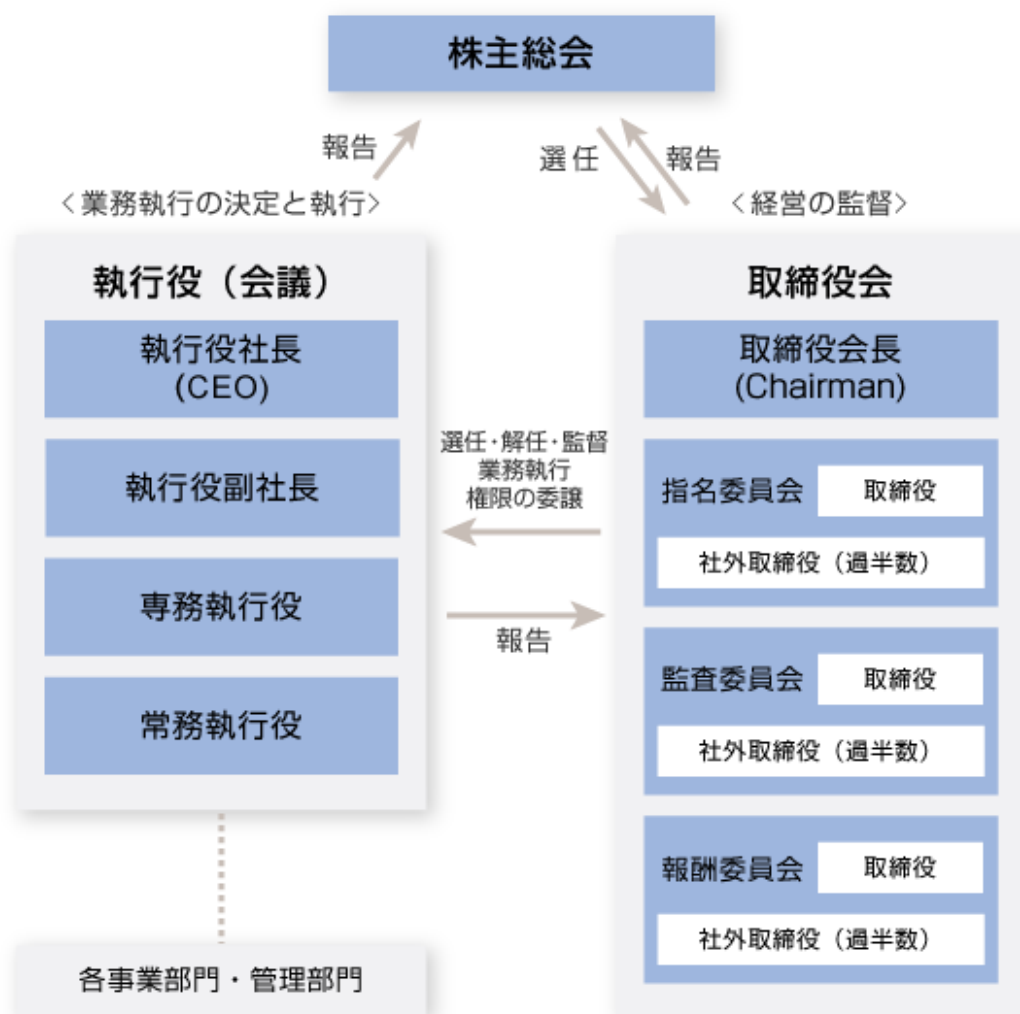 株主総会
報告
選任
報告
<業務執行の決定と執行>
<経営の監督>
執行役（会議）
執行役社長
(CEO)
執行役副社長
専務執行役
常務執行役
選任・解任・監督
業務執行
権限の委譲
報告
取締役会
取締役会長
(Chairman)
指名委員会
取締役
社外取締役（過半数）
監査委員会
取締役
社外取締役（過半数）
報酬委員会
取締役
社外取締役（過半数）
各事業部門・管理部門